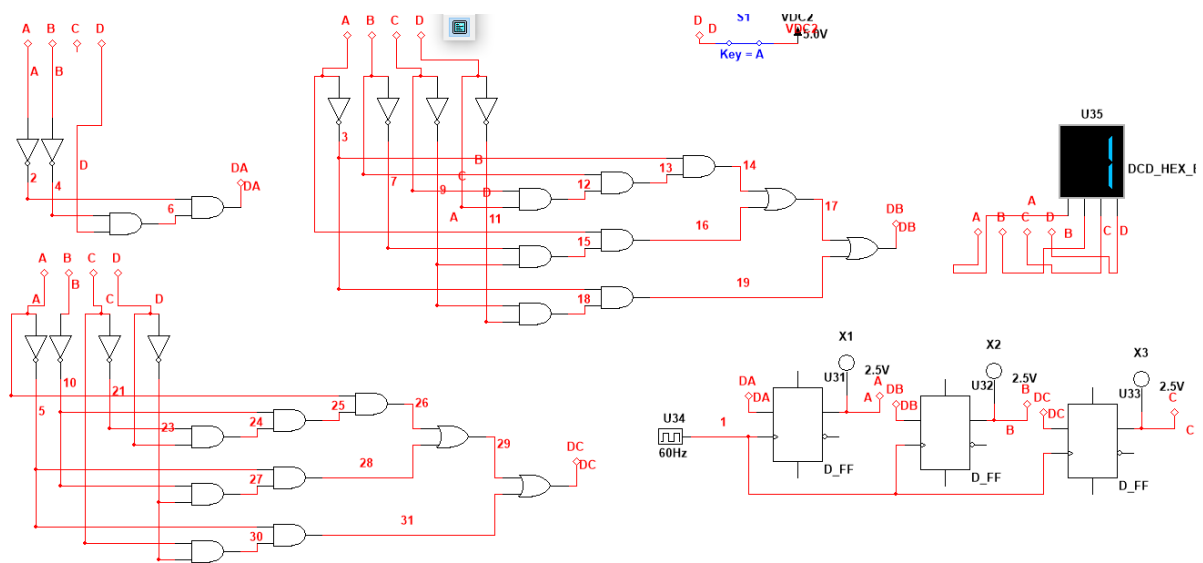 A B C D
A B
2 4
D
6
DA
DA
A B C D
3
B
7 9
C D
A
11
12
13
14
15
16
17
18
19
DB
DB
D
D
S1
Key = A
VDC2
5.0V
U35
DCD_HEX_B
A B C D
A
B
C D
A B C D
A B C D
5
10
21
23
24
25
26
27
28
29
30
31
DC
DC
U34
60Hz
1
DA
DA
X1
2.5V
U31
A
A
D_FF
DB
DB
X2
2.5V
U32
B
B
D_FF
DC
DC
X3
2.5V
U33
C
C
D_FF